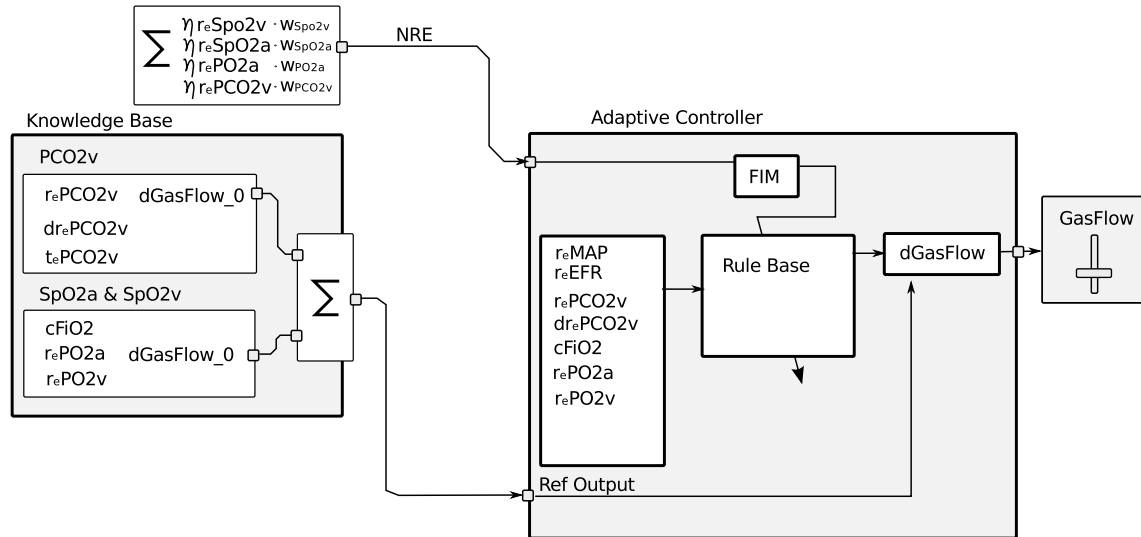 ∑
η rₑSpo2v · wSpo2v
η rₑSpO2a · wSpO2a
η rₑPO2a · wPO2a
η rₑPCO2v · wPCO2v
NRE
Knowledge Base
PCO2v
rₑPCO2v dGasFlow_0
drₑPCO2v
tₑPCO2v
SpO2a & SpO2v
cFiO2
rₑPO2a dGasFlow_0
rₑPO2v
∑
Adaptive Controller
FIM
rₑMAP
rₑEFR
rₑPCO2v
drₑPCO2v
cFiO2
rₑPO2a
rₑPO2v
Rule Base
dGasFlow
Ref Output
GasFlow